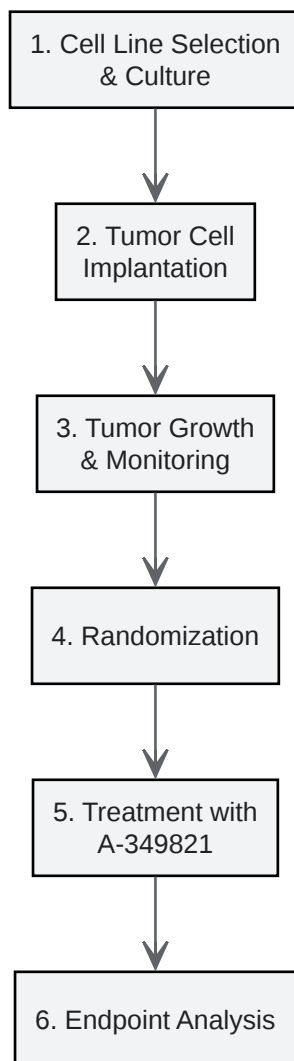 1. Cell Line Selection
& Culture
2. Tumor Cell
Implantation
3. Tumor Growth
& Monitoring
4. Randomization
5. Treatment with
A-349821
6. Endpoint Analysis